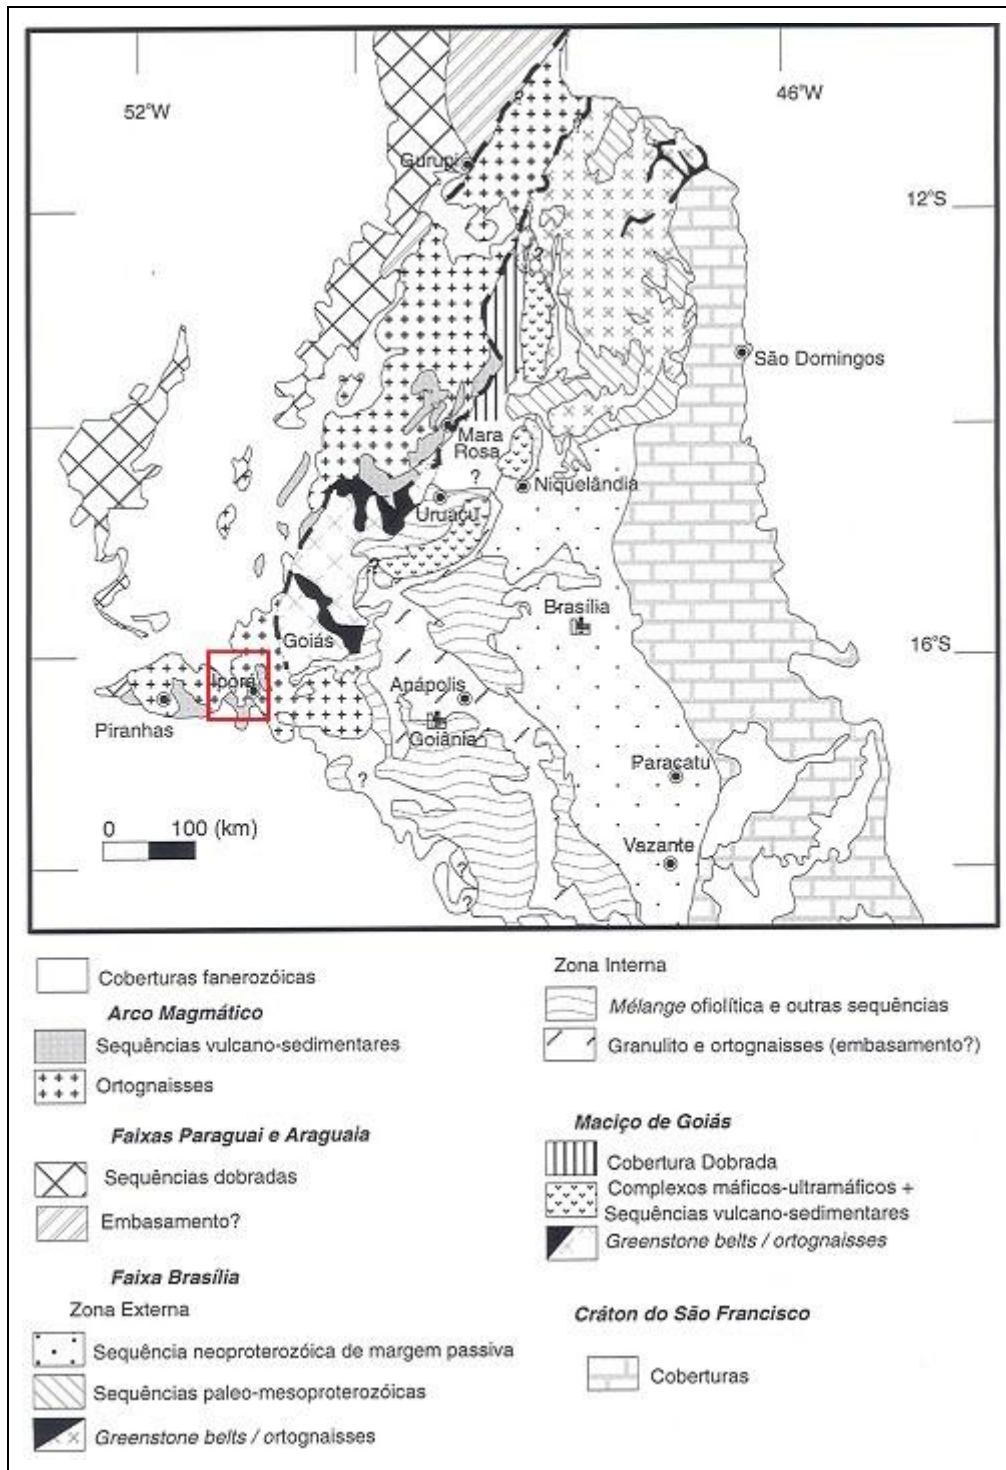 52°W
46°W
Gurupi
12°S
?
São Domingos
Mara
Rosa
?
Niquelândia
Uruaçu
?
Brasília
Goiás
16°S
Iporá
Anápolis
Piranhas
Goiânia
?
Paracatu
0 100 (km)
Vazante
?
?
Coberturas fanerozóicas
Arco Magmático
Sequências vulcano-sedimentares
Ortognaisses
Faixas Paraguai e Araguaia
Sequências dobradas
Embasamento?
Faixa Brasília
Zona Externa
Sequência neoproterozóica de margem passiva
Sequências paleo-mesoproterozóicas
Greenstone belts / ortognaisses
Zona Interna
Mélange ofiolítica e outras sequências
Granulito e ortognaisses (embasamento?)
Maciço de Goiás
Cobertura Dobrada
Complexos máficos-ultramáficos +
Sequências vulcano-sedimentares
Greenstone belts / ortognaisses
Cráton do São Francisco
Coberturas